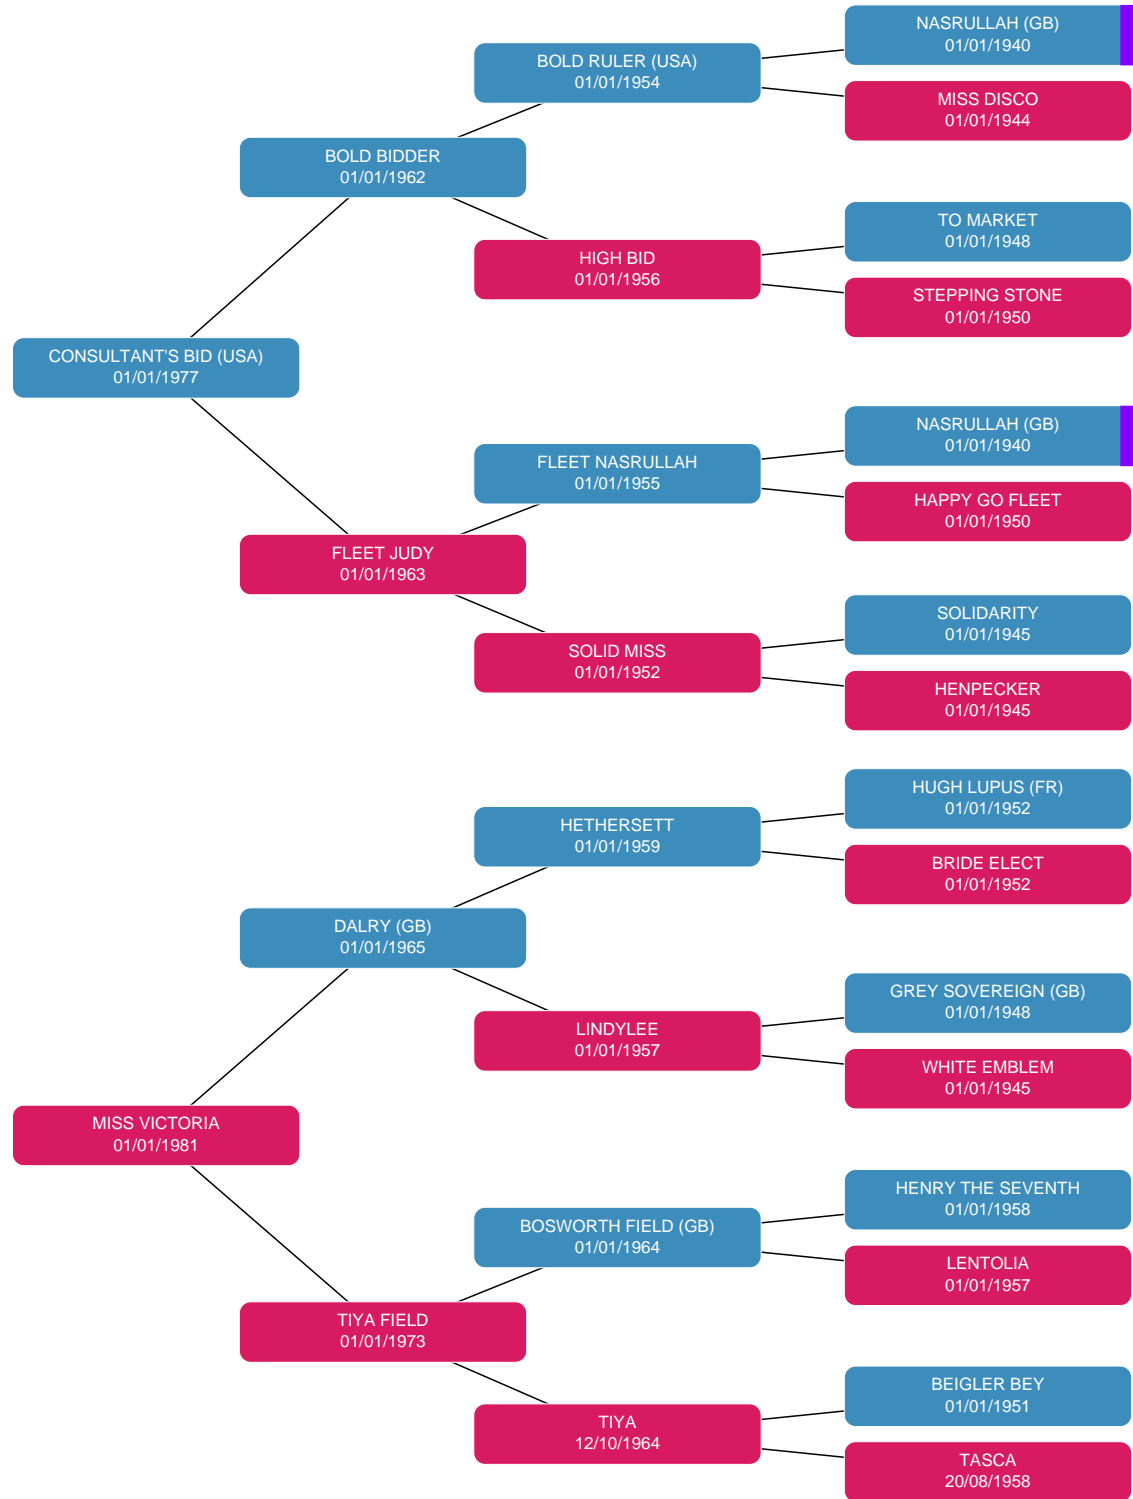 NASRULLAH (GB)
01/01/1940
BOLD RULER (USA)
01/01/1954
MISS DISCO
01/01/1944
BOLD BIDDER
01/01/1962
TO MARKET
01/01/1948
HIGH BID
01/01/1956
STEPPING STONE
01/01/1950
CONSULTANT'S BID (USA)
01/01/1977
NASRULLAH (GB)
01/01/1940
FLEET NASRULLAH
01/01/1955
HAPPY GO FLEET
01/01/1950
FLEET JUDY
01/01/1963
SOLIDARITY
01/01/1945
SOLID MISS
01/01/1952
HENPECKER
01/01/1945
HUGH LUPUS (FR)
01/01/1952
HETHERSETT
01/01/1959
BRIDE ELECT
01/01/1952
DALRY (GB)
01/01/1965
GREY SOVEREIGN (GB)
01/01/1948
LINDYLEE
01/01/1957
WHITE EMBLEM
01/01/1945
MISS VICTORIA
01/01/1981
HENRY THE SEVENTH
01/01/1958
BOSWORTH FIELD (GB)
01/01/1964
LENTOLIA
01/01/1957
TIYA FIELD
01/01/1973
BEIGLER BEY
01/01/1951
TIYA
12/10/1964
TASCA
20/08/1958